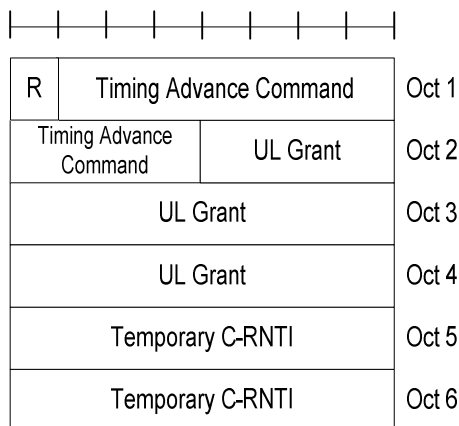 R Timing Advance Command Oct 1
Timing Advance
Command UL Grant Oct 2
UL Grant Oct 3
UL Grant Oct 4
Temporary C-RNTI Oct 5
Temporary C-RNTI Oct 6